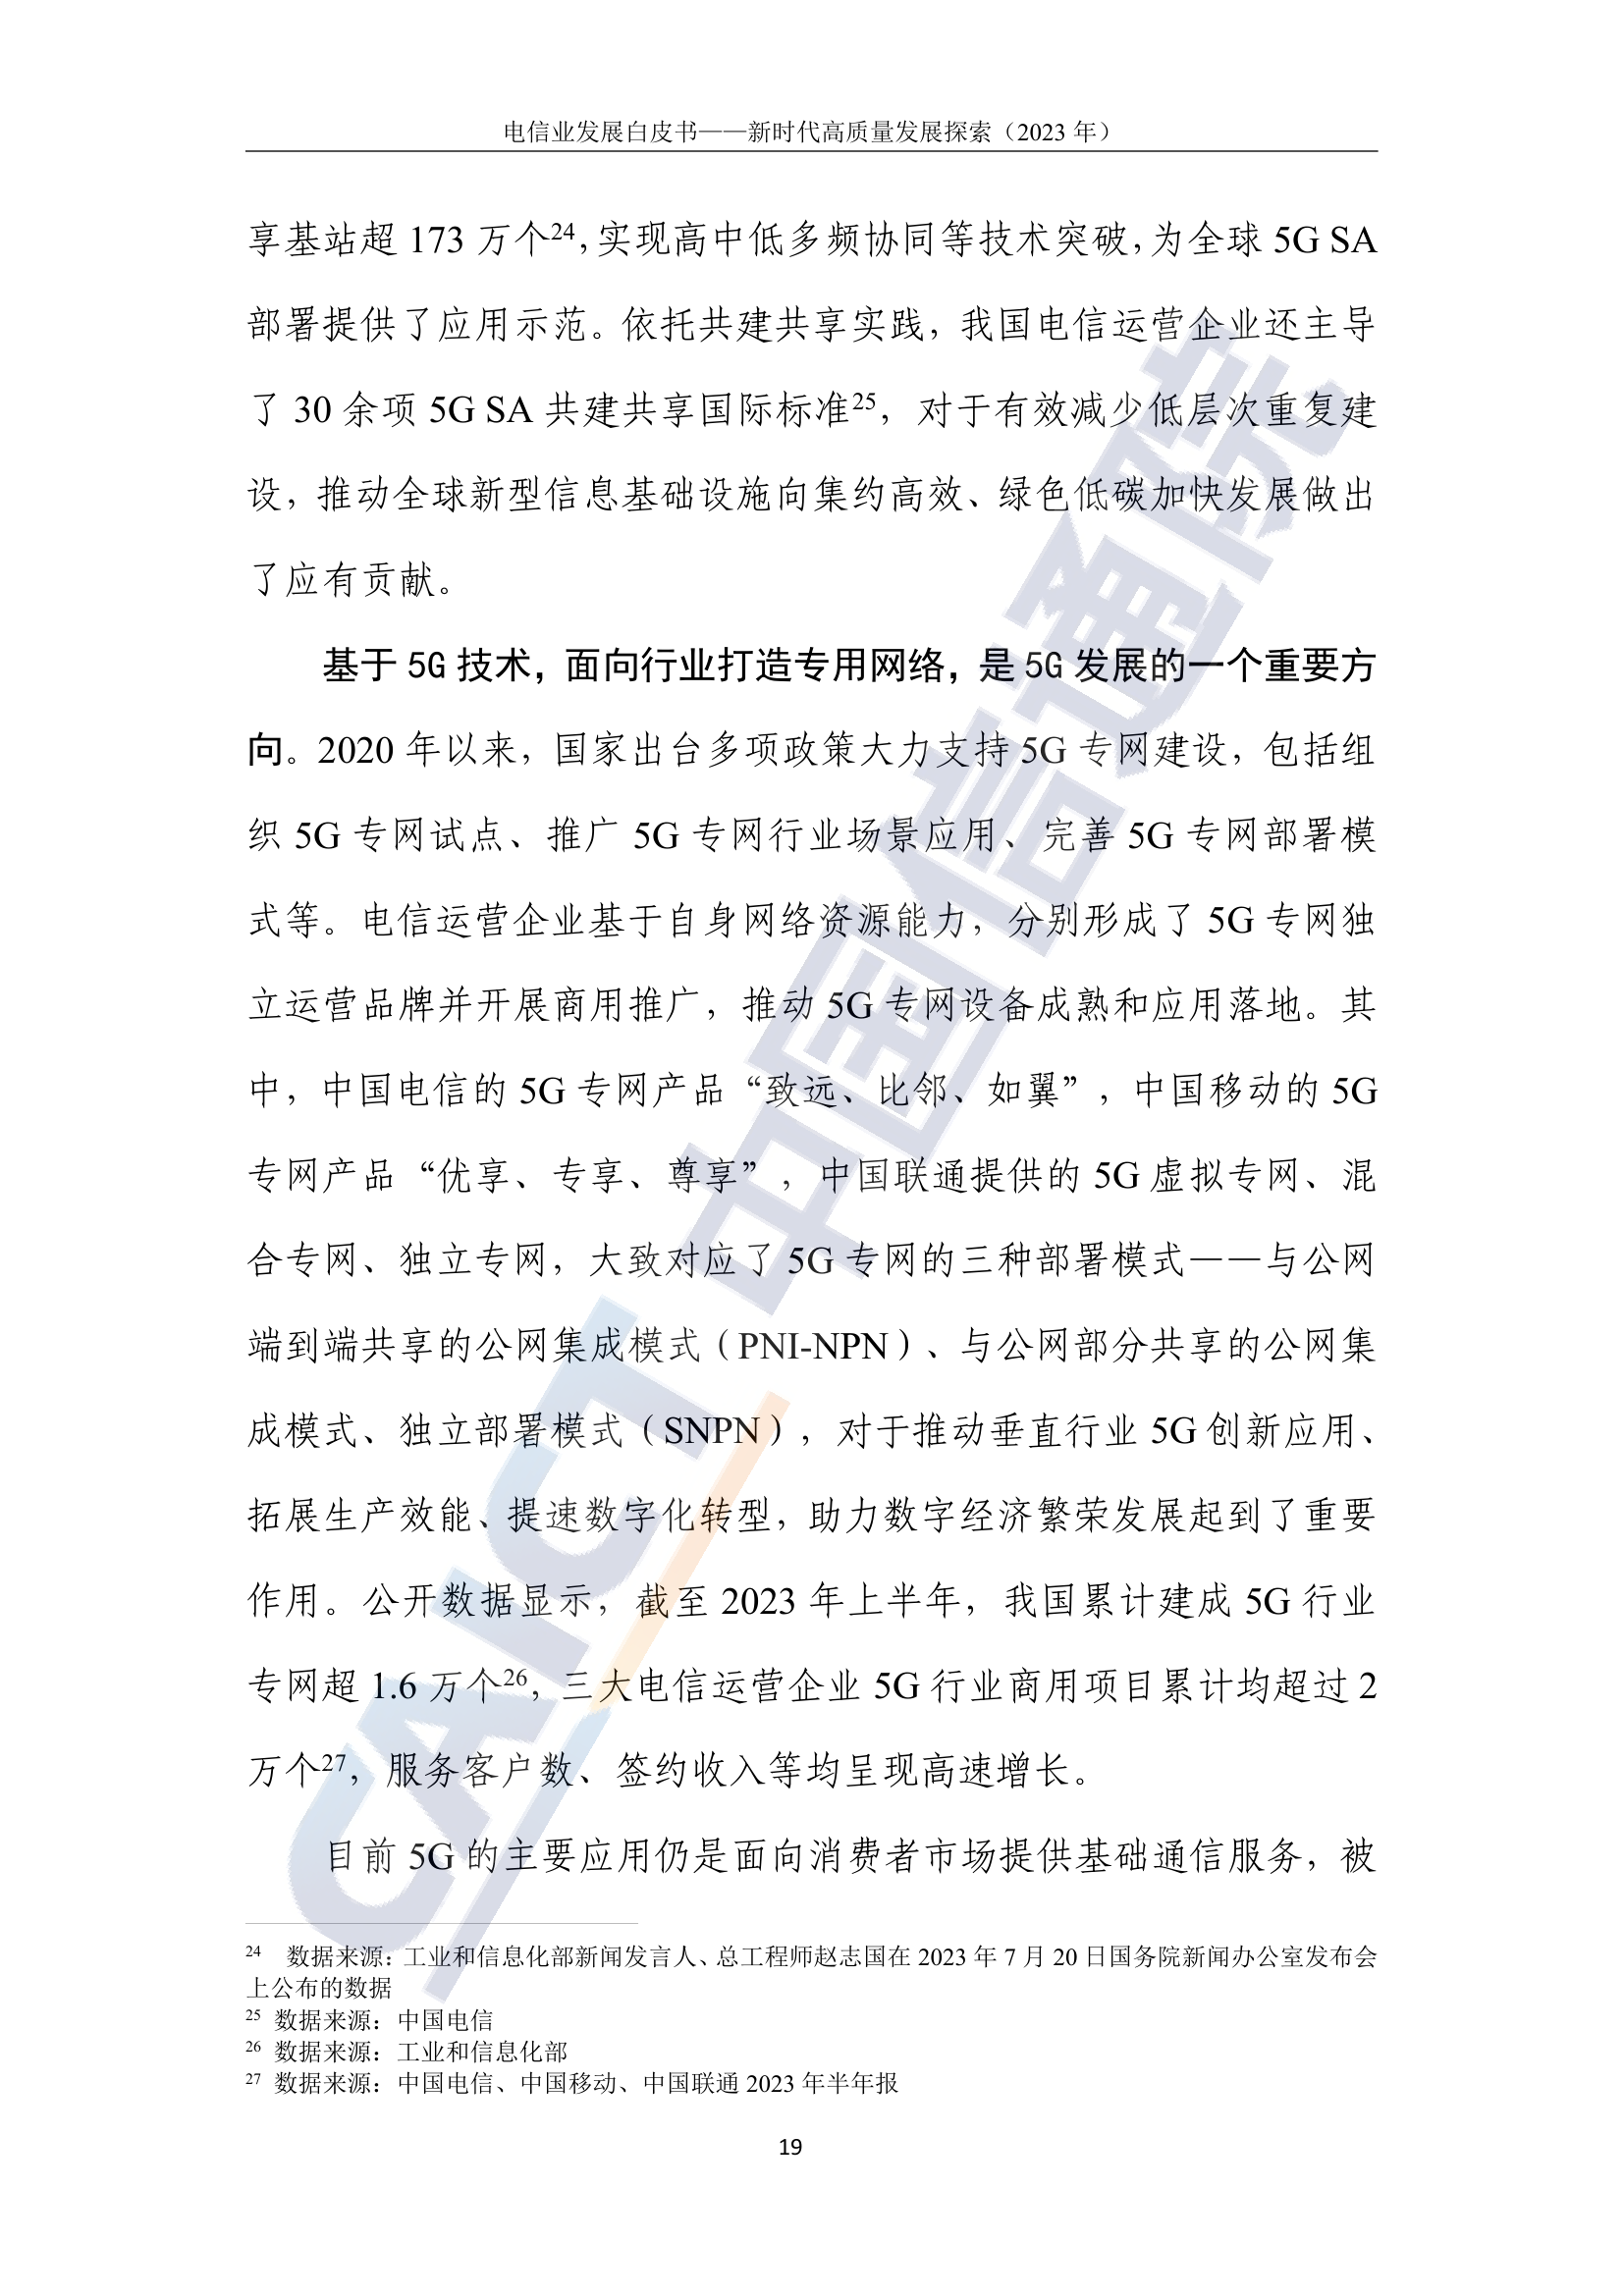 电信业发展白皮书——新时代高质量发展探索（2023 年）
享基站超 173 万个24，实现高中低多频协同等技术突破，为全球 5G SA
部署提供了应用示范。依托共建共享实践，我国电信运营企业还主导
了 30 余项 5G SA 共建共享国际标准25，对于有效减少低层次重复建
设，推动全球新型信息基础设施向集约高效、绿色低碳加快发展做出
了应有贡献。
基于 5G 技术，面向行业打造专用网络，是 5G 发展的一个重要方
向。2020 年以来，国家出台多项政策大力支持 5G 专网建设，包括组
织 5G 专网试点、推广 5G 专网行业场景应用、完善 5G 专网部署模
式等。电信运营企业基于自身网络资源能力，分别形成了 5G 专网独
立运营品牌并开展商用推广，推动 5G 专网设备成熟和应用落地。其
中，中国电信的 5G 专网产品“致远、比邻、如翼”，中国移动的 5G
专网产品“优享、专享、尊享”，中国联通提供的 5G 虚拟专网、混
合专网、独立专网，大致对应了 5G 专网的三种部署模式——与公网
端到端共享的公网集成模式（PNI-NPN）、与公网部分共享的公网集
成模式、独立部署模式（SNPN），对于推动垂直行业 5G 创新应用、
拓展生产效能、提速数字化转型，助力数字经济繁荣发展起到了重要
作用。公开数据显示，截至 2023 年上半年，我国累计建成 5G 行业
专网超 1.6 万个26，三大电信运营企业 5G 行业商用项目累计均超过 2
万个27，服务客户数、签约收入等均呈现高速增长。
目前 5G 的主要应用仍是面向消费者市场提供基础通信服务，被
24 数据来源：工业和信息化部新闻发言人、总工程师赵志国在 2023 年 7 月 20 日国务院新闻办公室发布会
上公布的数据
25 数据来源：中国电信
26 数据来源：工业和信息化部
27 数据来源：中国电信、中国移动、中国联通 2023 年半年报
19
CAICT 中国信通院